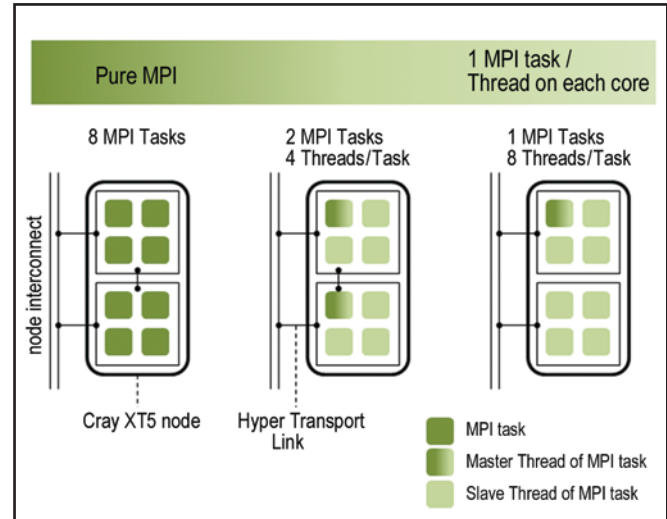 Pure MPI
1 MPI task /
Thread on each core
8 MPI Tasks
2 MPI Tasks
4 Threads/Task
1 MPI Tasks
8 Threads/Task
node interconnect
Cray XT5 node
Hyper Transport
Link
MPI task
Master Thread of MPI task
Slave Thread of MPI task